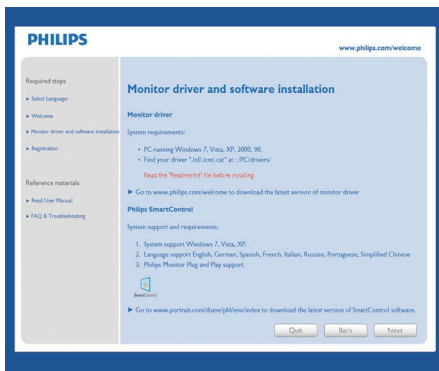 PHILIPS
www.philips.com/welcome
Required steps
Select Language:
Welcome
Monitor driver and software installation
Registration
Reference materials
Read User Manual
FAQ & Troubleshooting
Monitor driver and software installation
Monitor driver
System requirements:
• PC running Windows 7, Vista, XP, 2000, 98.
• Find your driver ".inf/.icm/.cat" at : /PC/drivers/
Read the "Readme.txt" file before installing
Go to www.philips.com/welcome to download the latest version of monitor driver
Philips SmartControl
System support and requirements:
1. System support Windows 7, Vista, XP.
2. Language support English, German, Spanish, French, Italian, Russian, Portuguese, Simplified Chinese
3. Philips Monitor Plug and Play support.
SmartControl
Go to www.portrait.com/dtune/phl/enu/index to download the latest version of SmartControl software.
Quit
Back
Next